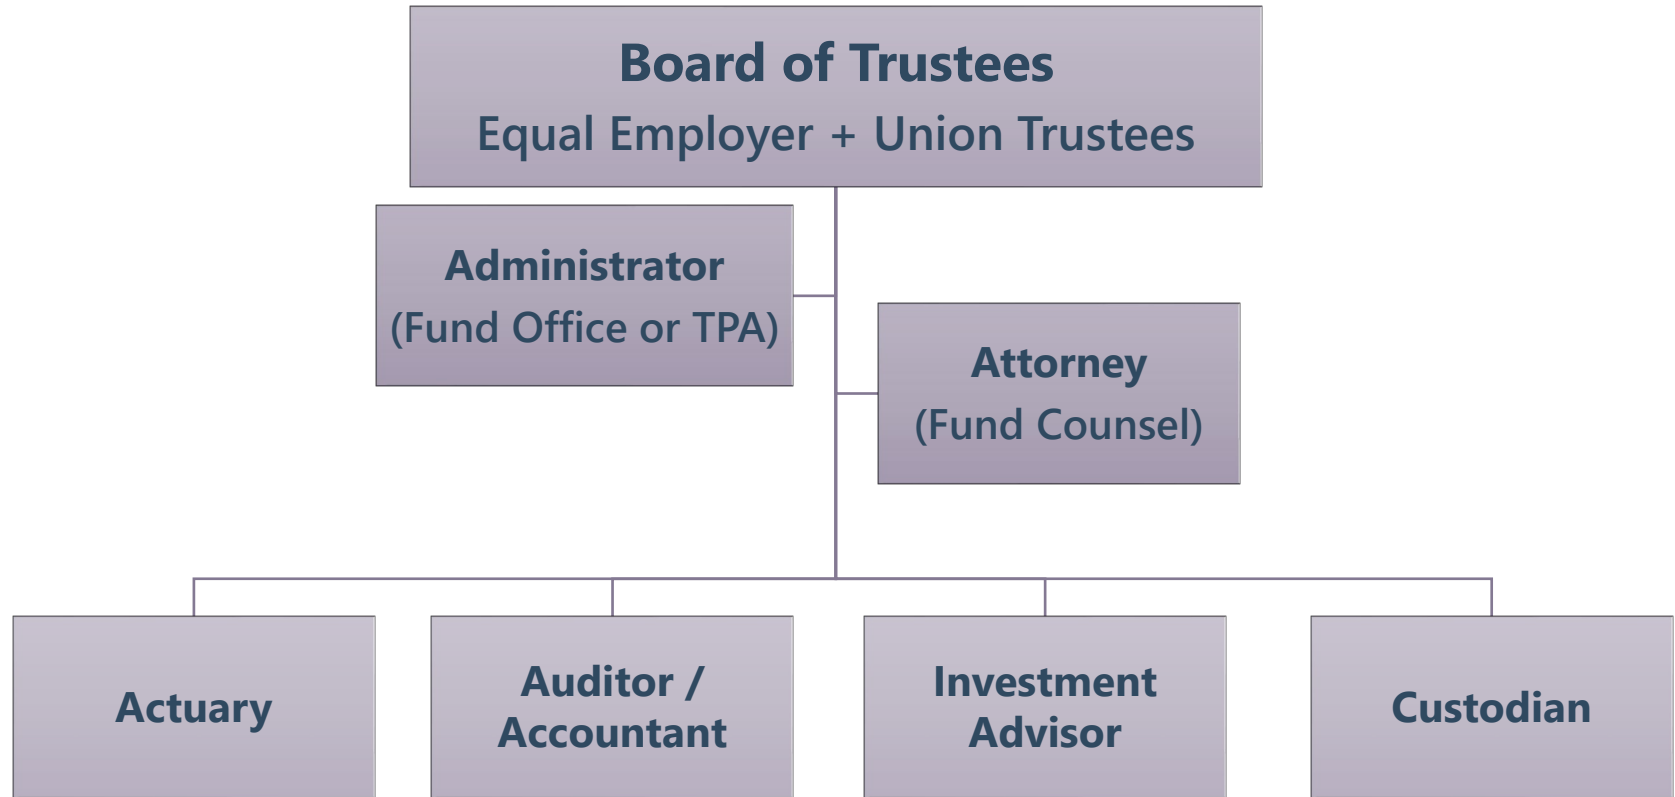 Board of Trustees
Equal Employer + Union Trustees
Administrator
(Fund Office or TPA)
Attorney
(Fund Counsel)
Actuary
Auditor /
Accountant
Investment
Advisor
Custodian